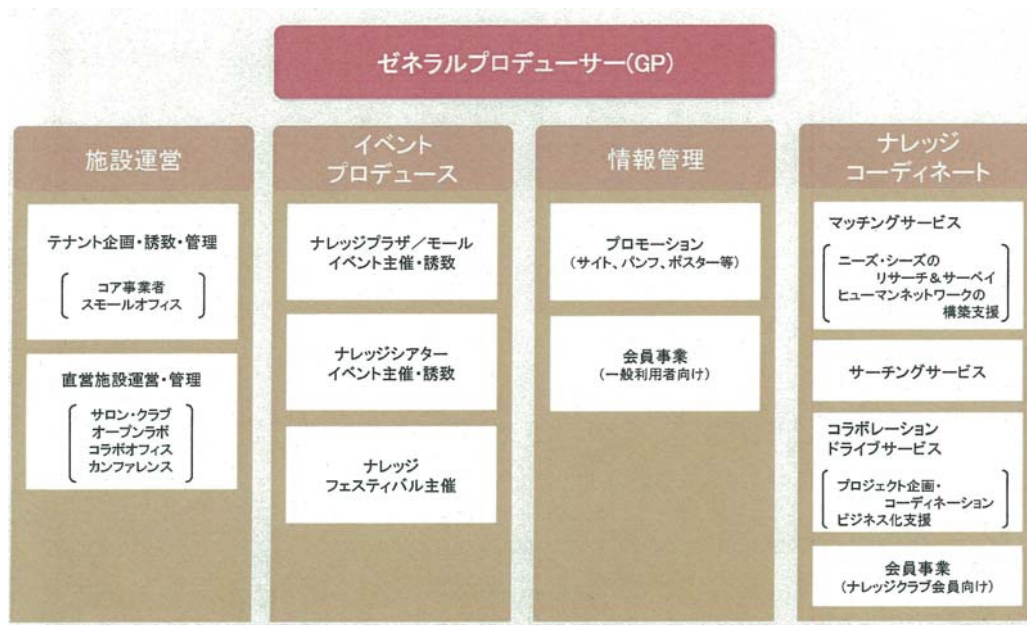 ゼネラルプロデューサー(GP)
施設運営
テナント企画・誘致・管理
コア事業者
スモールオフィス
直営施設運営・管理
サロン・クラブ
オープンラボ
コラボオフィス
カンファレンス
イベント
プロデュース
ナレッジプラザ／モール
イベント主催・誘致
ナレッジシアター
イベント主催・誘致
ナレッジ
フェスティバル主催
情報管理
プロモーション
(サイト、パンフ、ポスター等)
会員事業
(一般利用者向け)
ナレッジ
コーディネート
マッチングサービス
ニーズ・シーズの
リサーチ＆サーベイ
ヒューマンネットワークの
構築支援
サーチングサービス
コラボレーション
ドライブサービス
プロジェクト企画・
コーディネーション
ビジネス化支援
会員事業
(ナレッジクラブ会員向け)